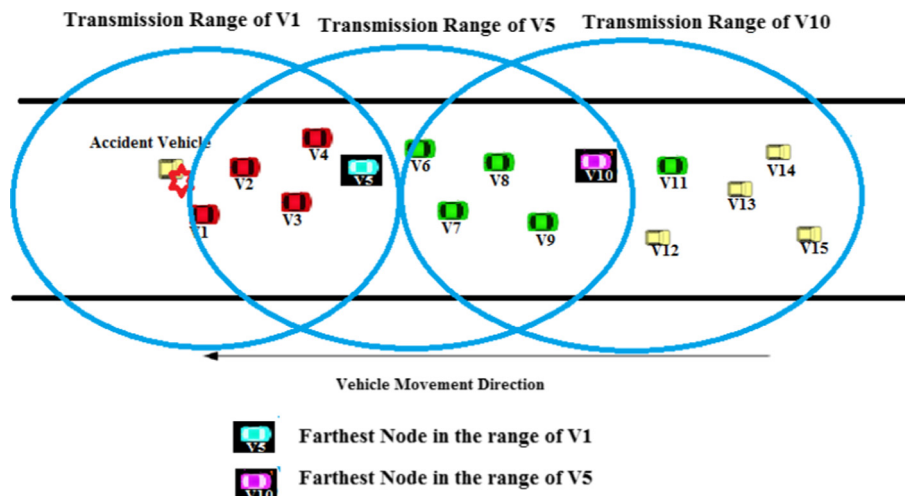 Transmission Range of V1
Transmission Range of V5
Transmission Range of V10
Accident Vehicle
V4
V6
V2
V5
V8
V10
V11
V14
V13
V1
V3
V7
V9
V12
V15
Vehicle Movement Direction
V5 Farthest Node in the range of V1
V10 Farthest Node in the range of V5